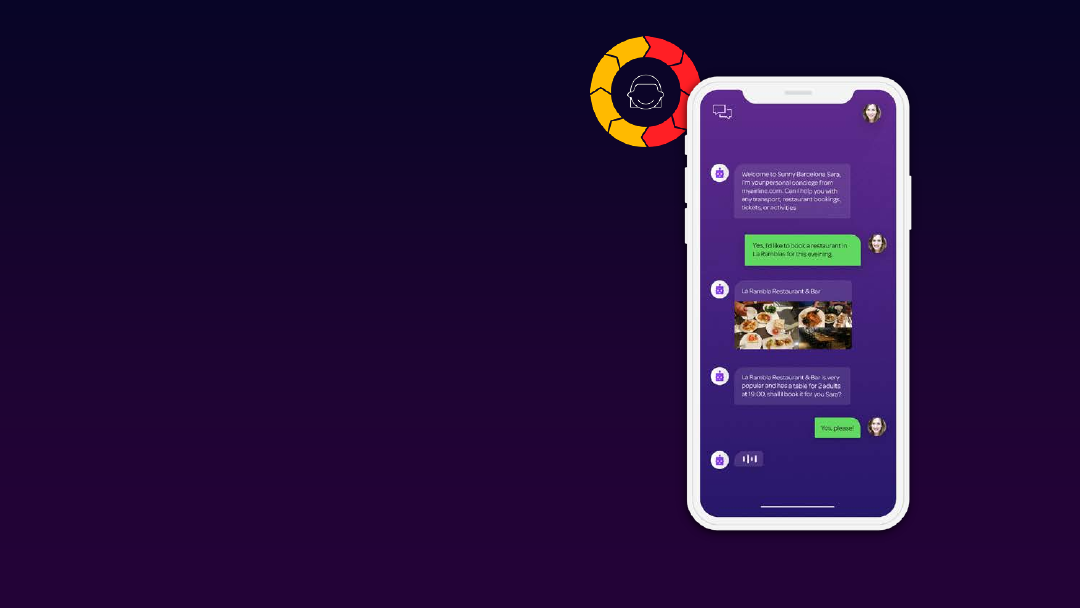 Welcome to Sunny Barcelona Sara,
I'm your personal concierge from
myairline.com. Can I help you with
any transport, restaurant bookings,
tickets, or activities
Yes, I'd like to book a restaurant in
La Ramblas for this evening.
La Rambla Restaurant & Bar
La Rambla Restaurant & Bar is very
popular and has a table for 2 adults
at 19:00, shall I book it for you Sara?
Yes, please!